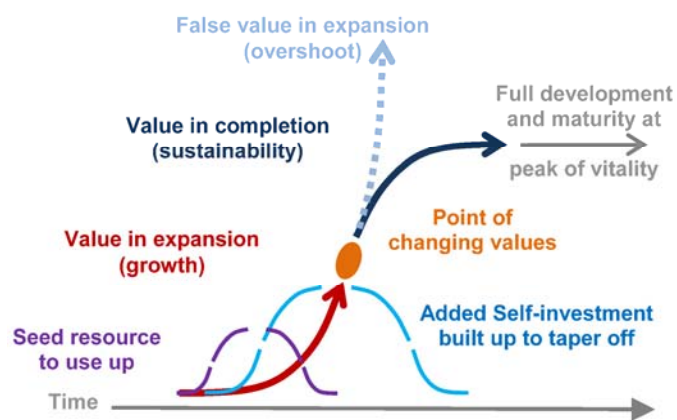 False value in expansion
(overshoot)
Full development
and maturity at
peak of vitality
Value in completion
(sustainability)
Point of
changing values
Value in expansion
(growth)
Seed resource
to use up
Added Self-investment
built up to taper off
Time